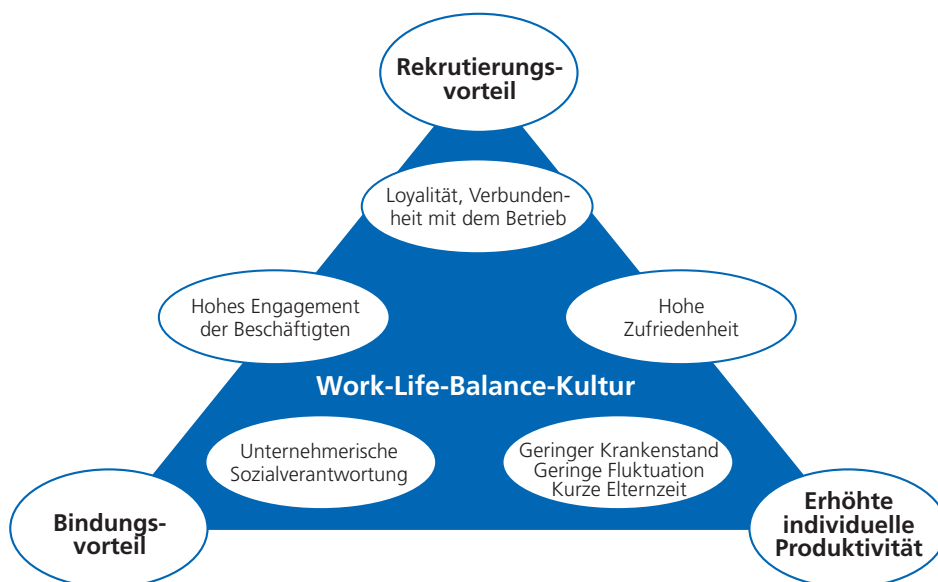 Rekrutierungs-
vorteil
Loyalität, Verbunden-
heit mit dem Betrieb
Hohes Engagement
der Beschäftigten
Hohe
Zufriedenheit
Work-Life-Balance-Kultur
Unternehmerische
Sozialverantwortung
Geringer Krankenstand
Geringe Fluktuation
Kurze Elternzeit
Bindungs-
vorteil
Erhöhte
individuelle
Produktivität